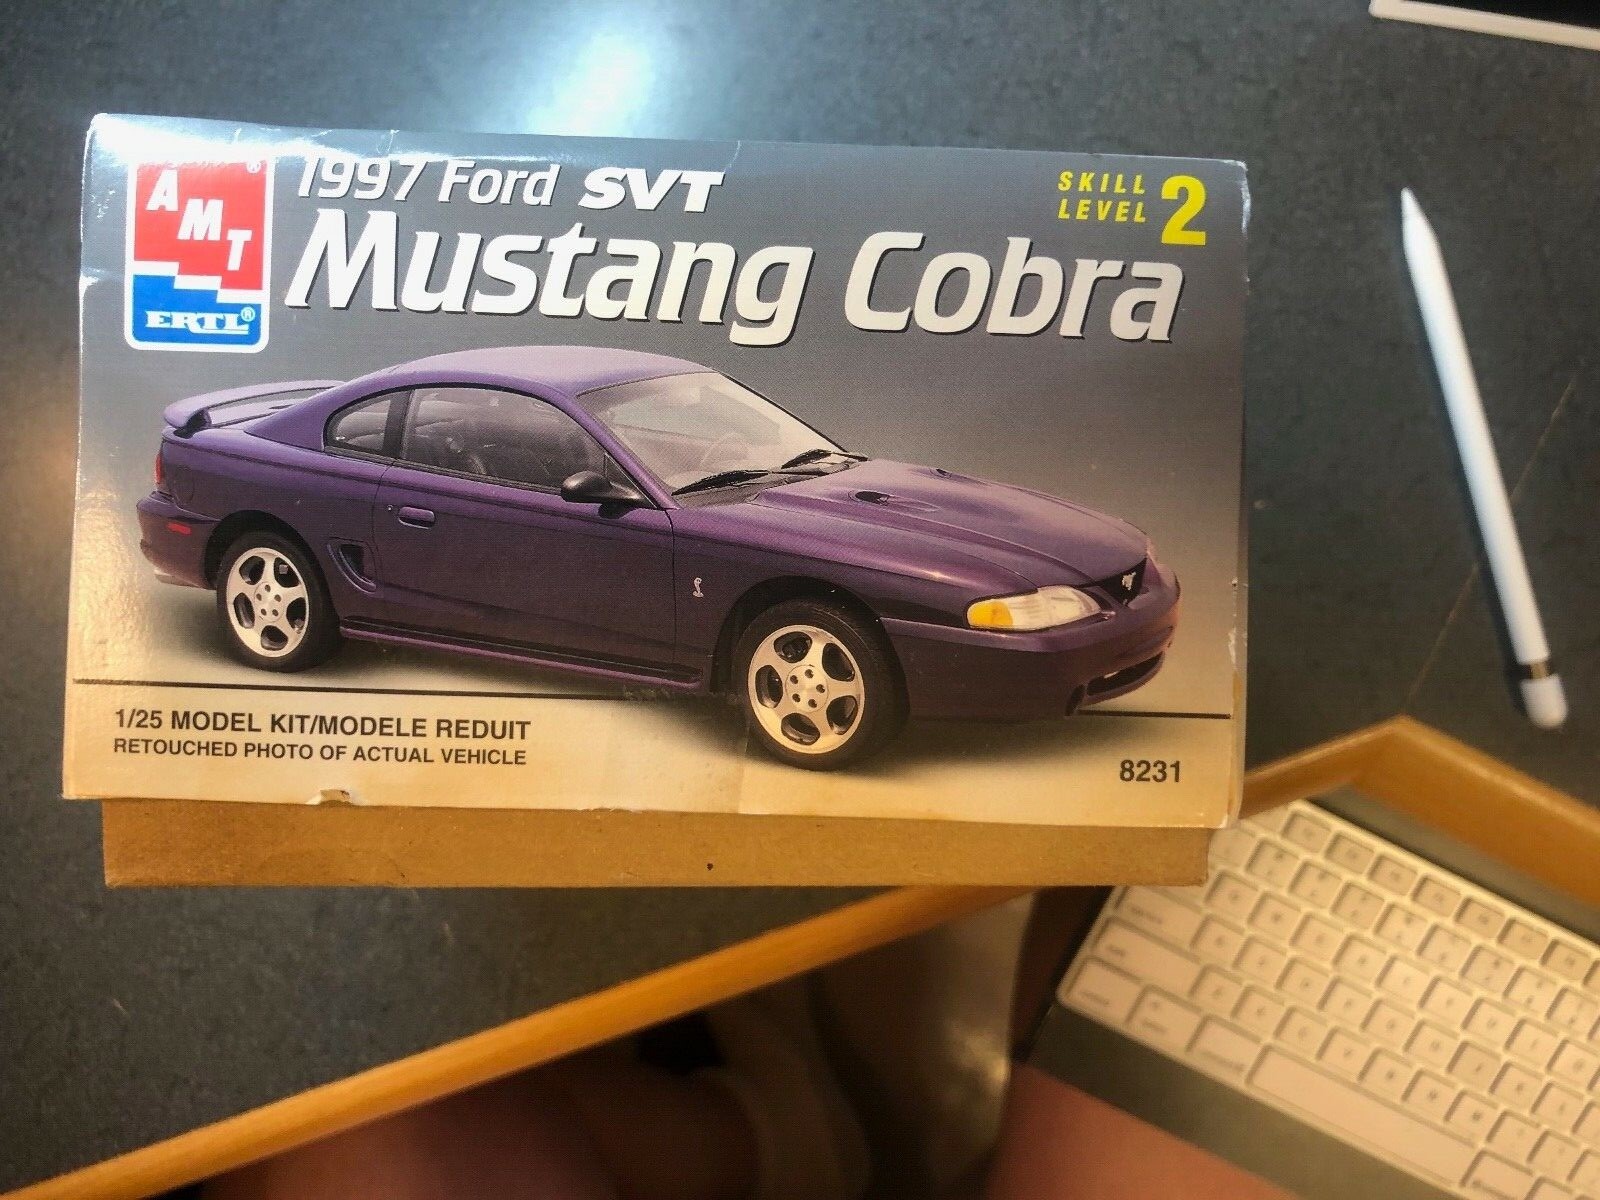 AMT®
ERTL®
1997 Ford SVT
Mustang Cobra
SKILL
LEVEL 2
1/25 MODEL KIT/MODELE REDUIT
RETOUCHED PHOTO OF ACTUAL VEHICLE
8231